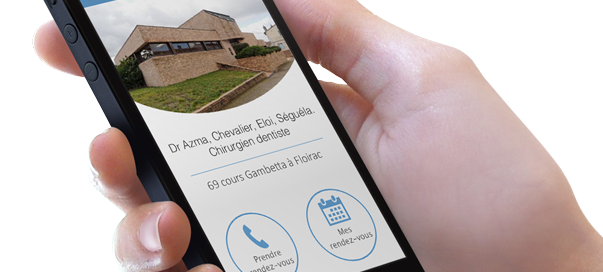 Dr Azma, Chevalier, Eloi, Séguéla.
Chirurgien dentiste
69 cours Gambetta à Floirac
Prendre
rendez-vous
Mes
rendez-vous